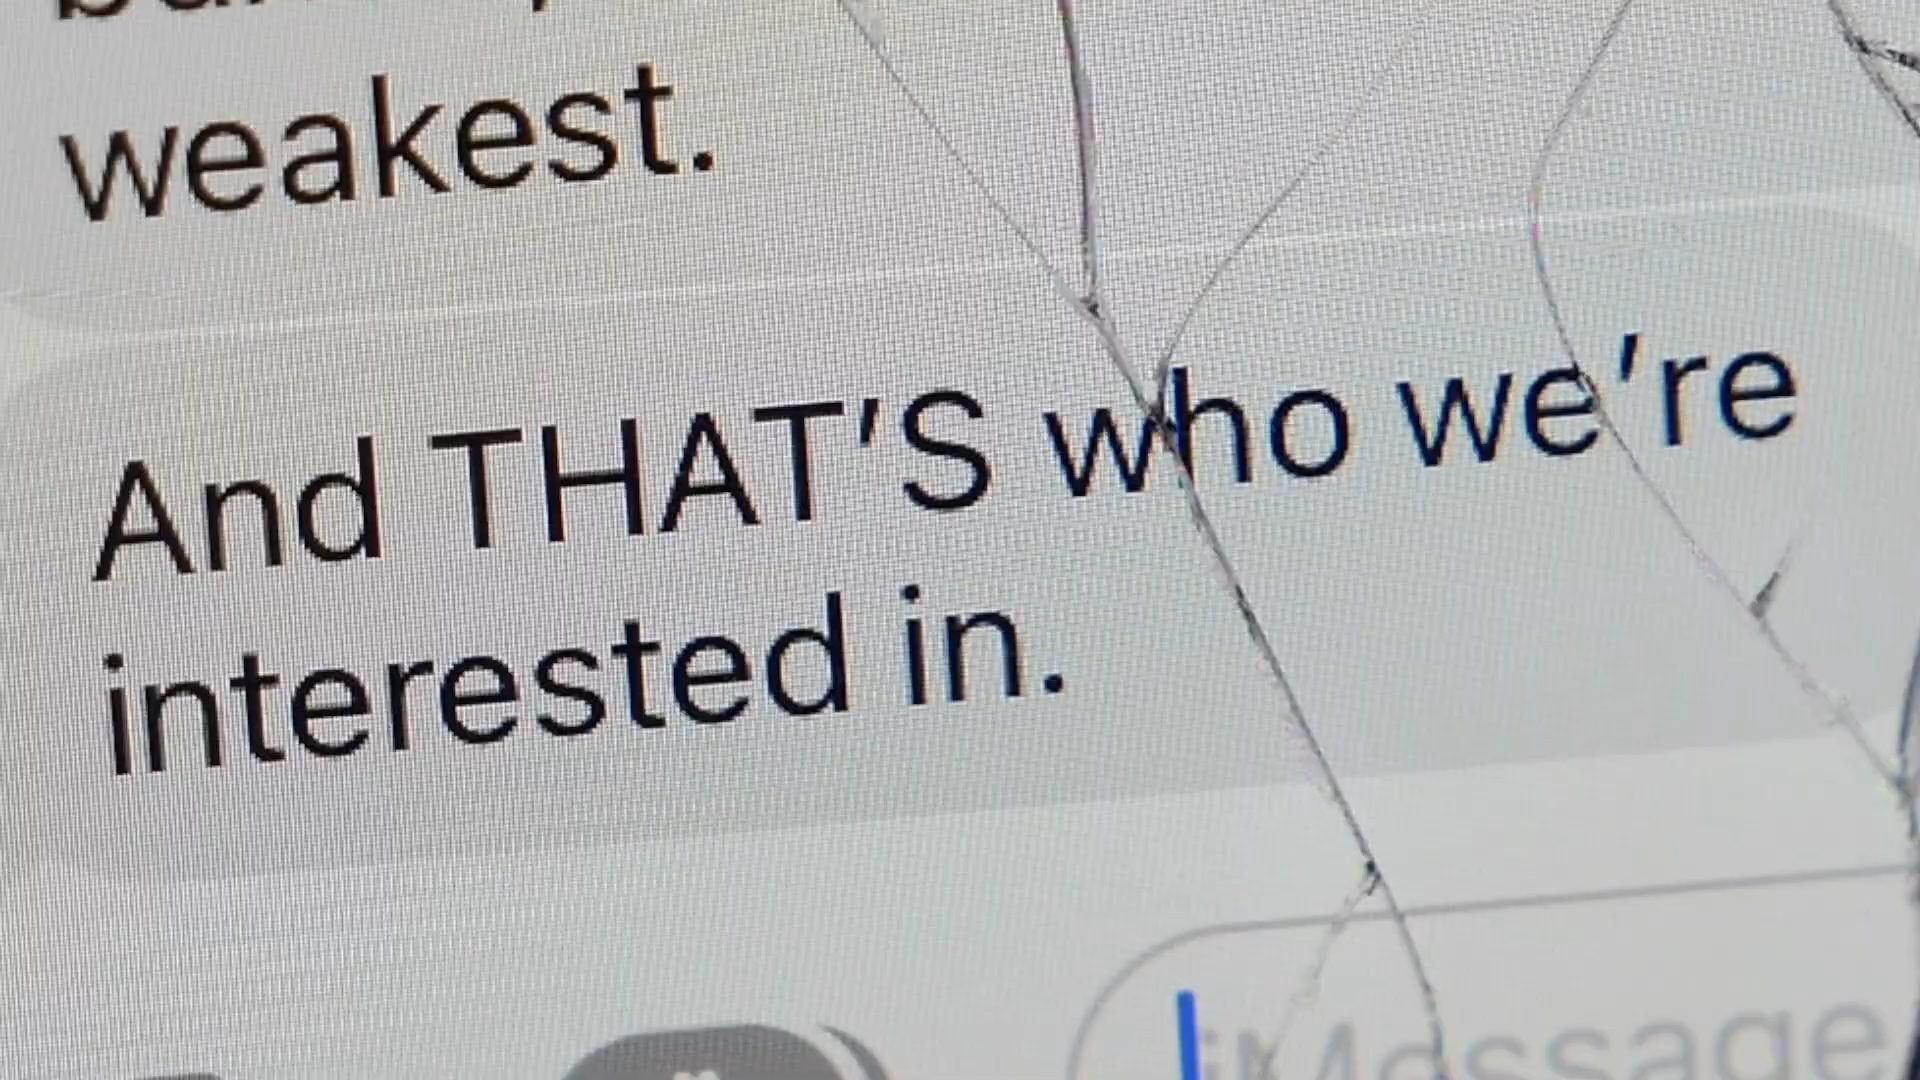 weakest.
And THAT'S who we're
interested in.
iMessage